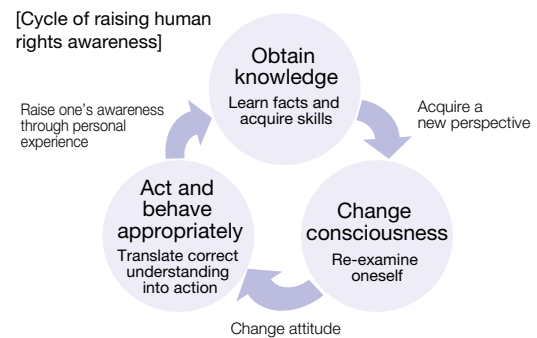 [Cycle of raising human
rights awareness]
Obtain
knowledge
Learn facts and
acquire skills
Acquire a
new perspective
Change
consciousness
Re-examine
oneself
Change attitude
Act and
behave
appropriately
Translate correct
understanding
into action
Raise one's awareness
through personal
experience